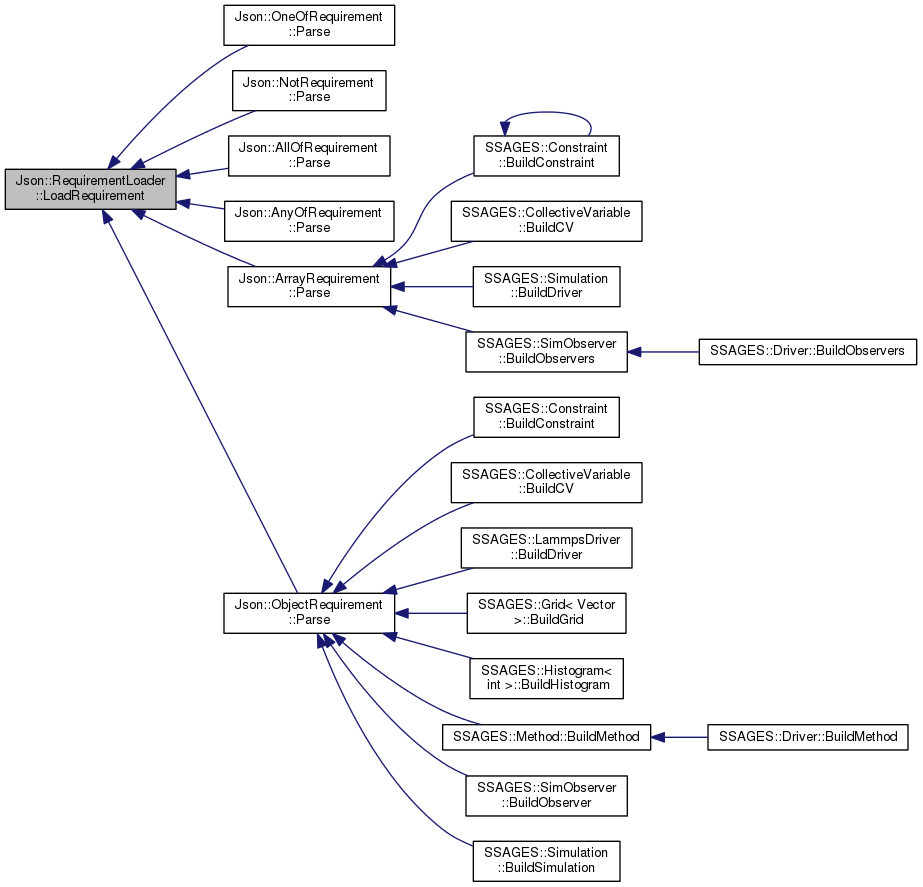 Json::OneOfRequirement
::Parse
Json::NotRequirement
::Parse
Json::AllOfRequirement
::Parse
SSAGES::Constraint
::BuildConstraint
Json::RequirementLoader
::LoadRequirement
Json::AnyOfRequirement
::Parse
SSAGES::CollectiveVariable
::BuildCV
Json::ArrayRequirement
::Parse
SSAGES::Simulation
::BuildDriver
SSAGES::SimObserver
::BuildObservers
SSAGES::Driver::BuildObservers
SSAGES::Constraint
::BuildConstraint
SSAGES::CollectiveVariable
::BuildCV
SSAGES::LammpsDriver
::BuildDriver
Json::ObjectRequirement
::Parse
SSAGES::Grid< Vector
>::BuildGrid
SSAGES::Histogram<
int >::BuildHistogram
SSAGES::Method::BuildMethod
SSAGES::Driver::BuildMethod
SSAGES::SimObserver
::BuildObserver
SSAGES::Simulation
::BuildSimulation